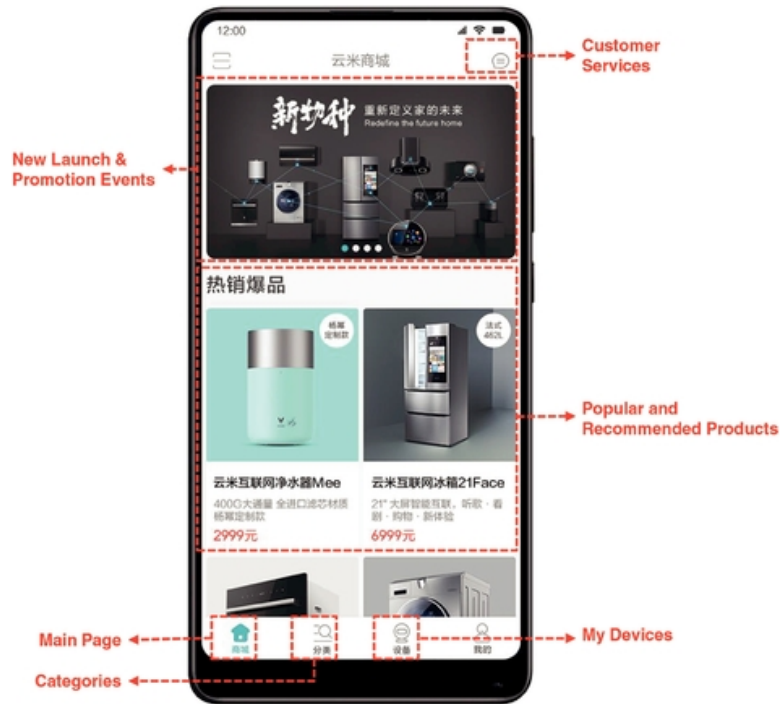 12:00
云米商城
Customer
Services
新物种
重新定义家的未来
Redefine the future home
New Launch &
Promotion Events
热销爆品
杨幂
定制款
法式
462L
Popular and
Recommended Products
云米互联网净水器Mee
云米互联网冰箱21Face
400G大通量 全进口滤芯材质
杨幂定制款
21" 大屏智能互联,听歌·看
剧·购物·新体验
2999元
6999元
Main Page
商城
分类
设备
我的
My Devices
Categories